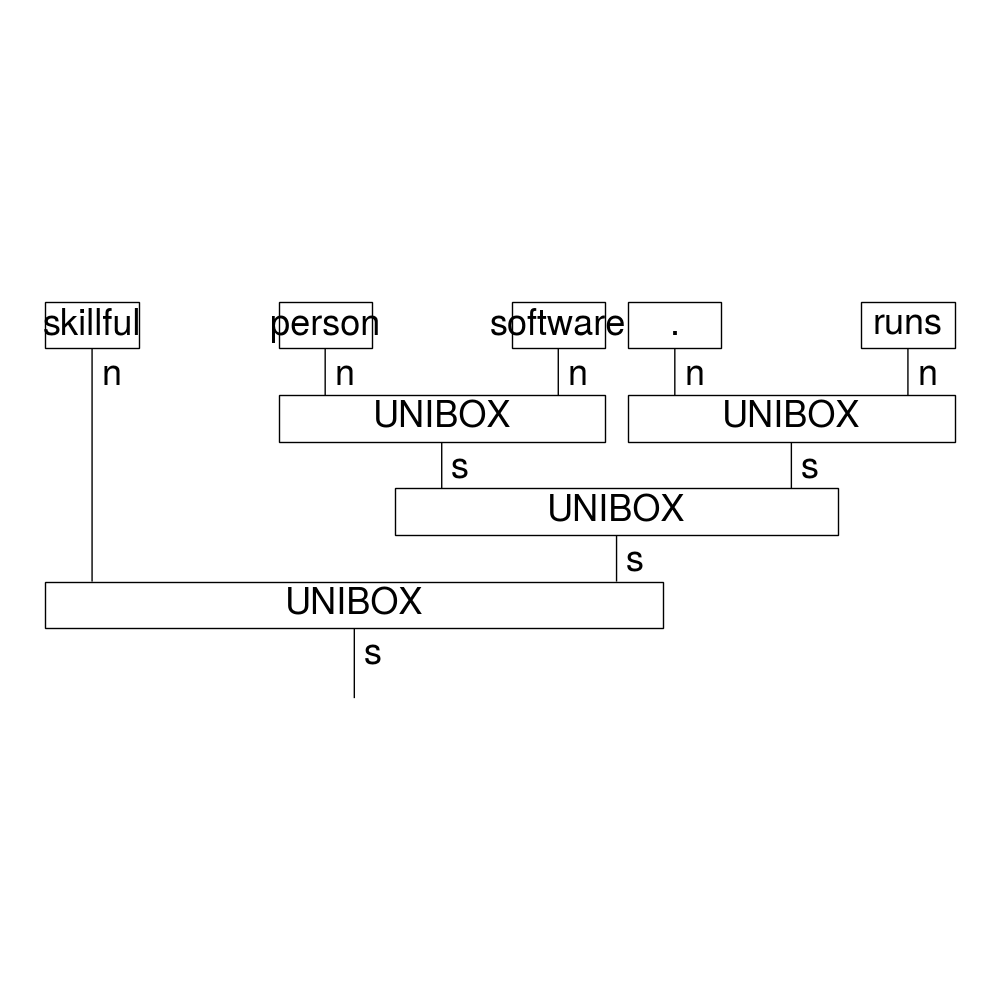 skillful person software . runs
n n n n n
UNIBOX UNIBOX
s s
UNIBOX
s
UNIBOX
s